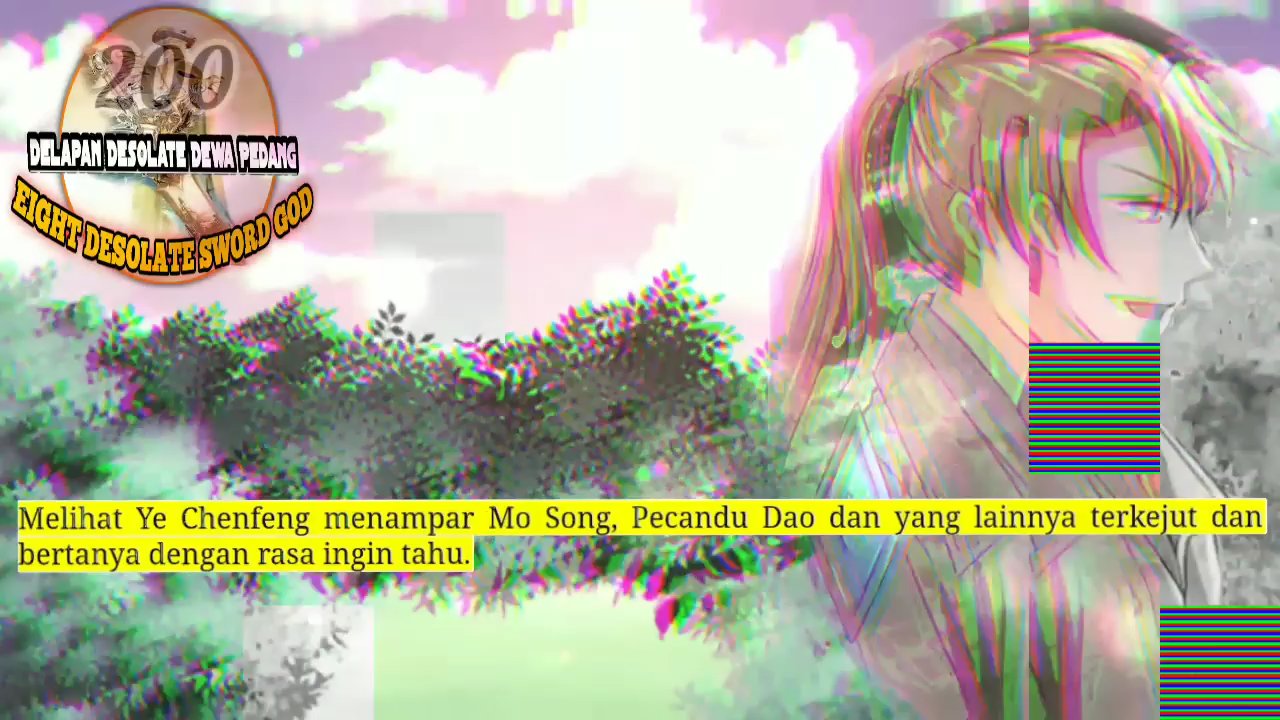 200
DELAPAN DESOLATE DEWA PEDANG
EIGHT DESOLATE SWORD GOD
Melihat Ye Chenfeng menampar Mo Song, Pecandu Dao dan yang lainnya terkejut dan
bertanya dengan rasa ingin tahu.